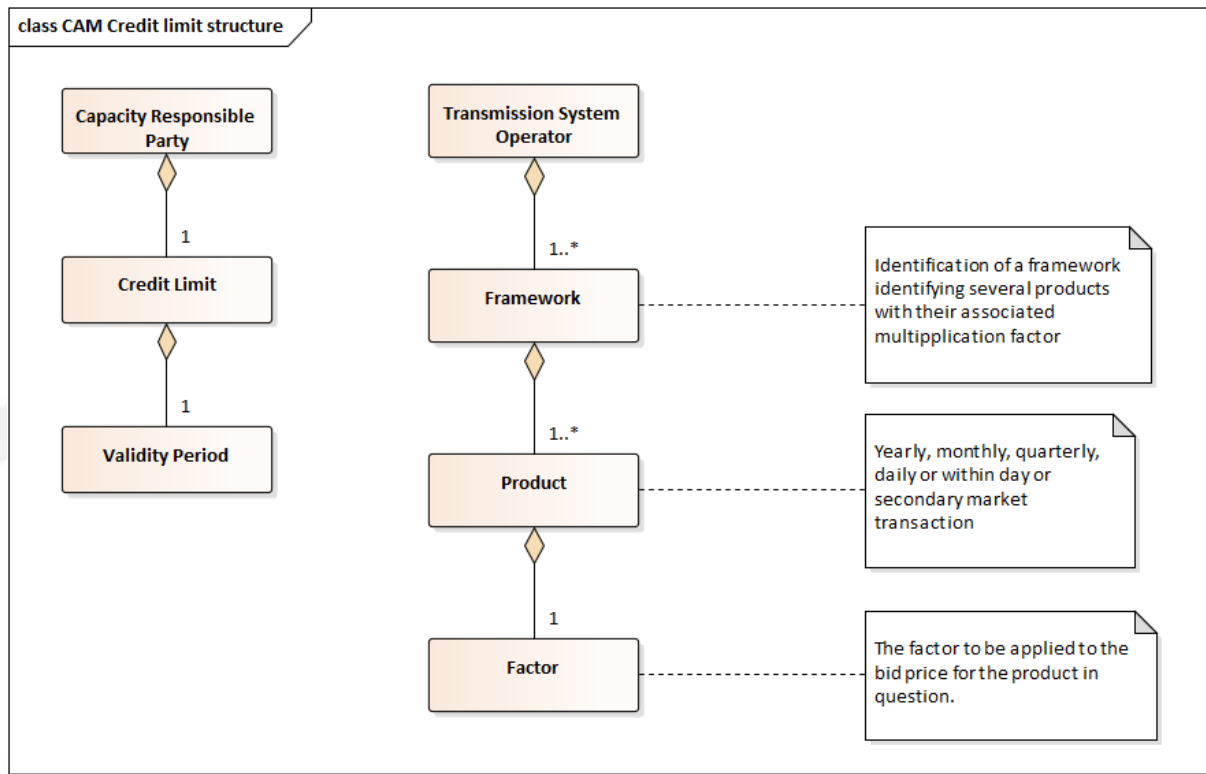 class CAM Credit limit structure
Capacity Responsible
Party
1
Credit Limit
1
Validity Period
Transmission System
Operator
1..*
Framework
1..*
Product
1
Factor
Identification of a framework
identifying several products
with their associated
multipplication factor
Yearly, monthly, quarterly,
daily or within day or
secondary market
transaction
The factor to be applied to the
bid price for the product in
question.